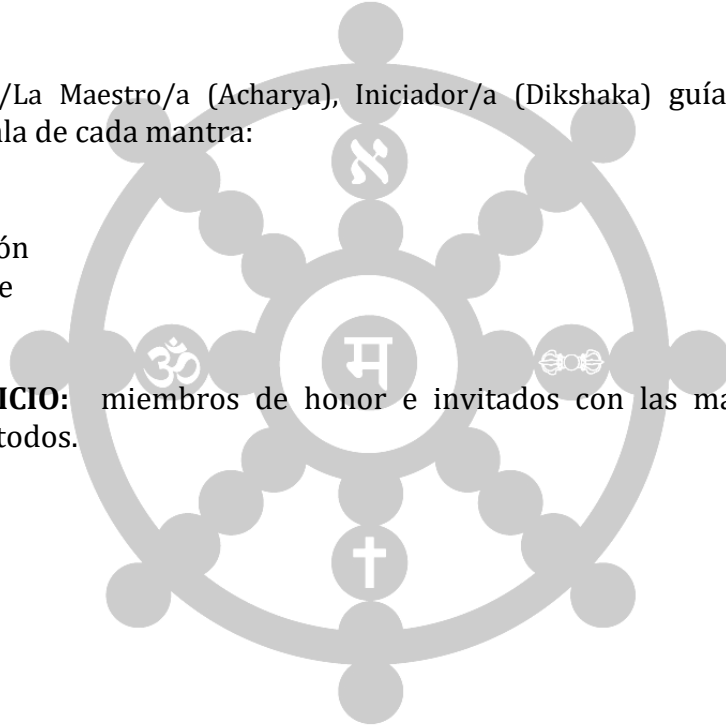 /La Maestro/a (Acharya), Iniciador/a (Dikshaka) guía
ala de cada mantra:
א
ón
e
ॐ म
ICIO: miembros de honor e invitados con las ma
todos.